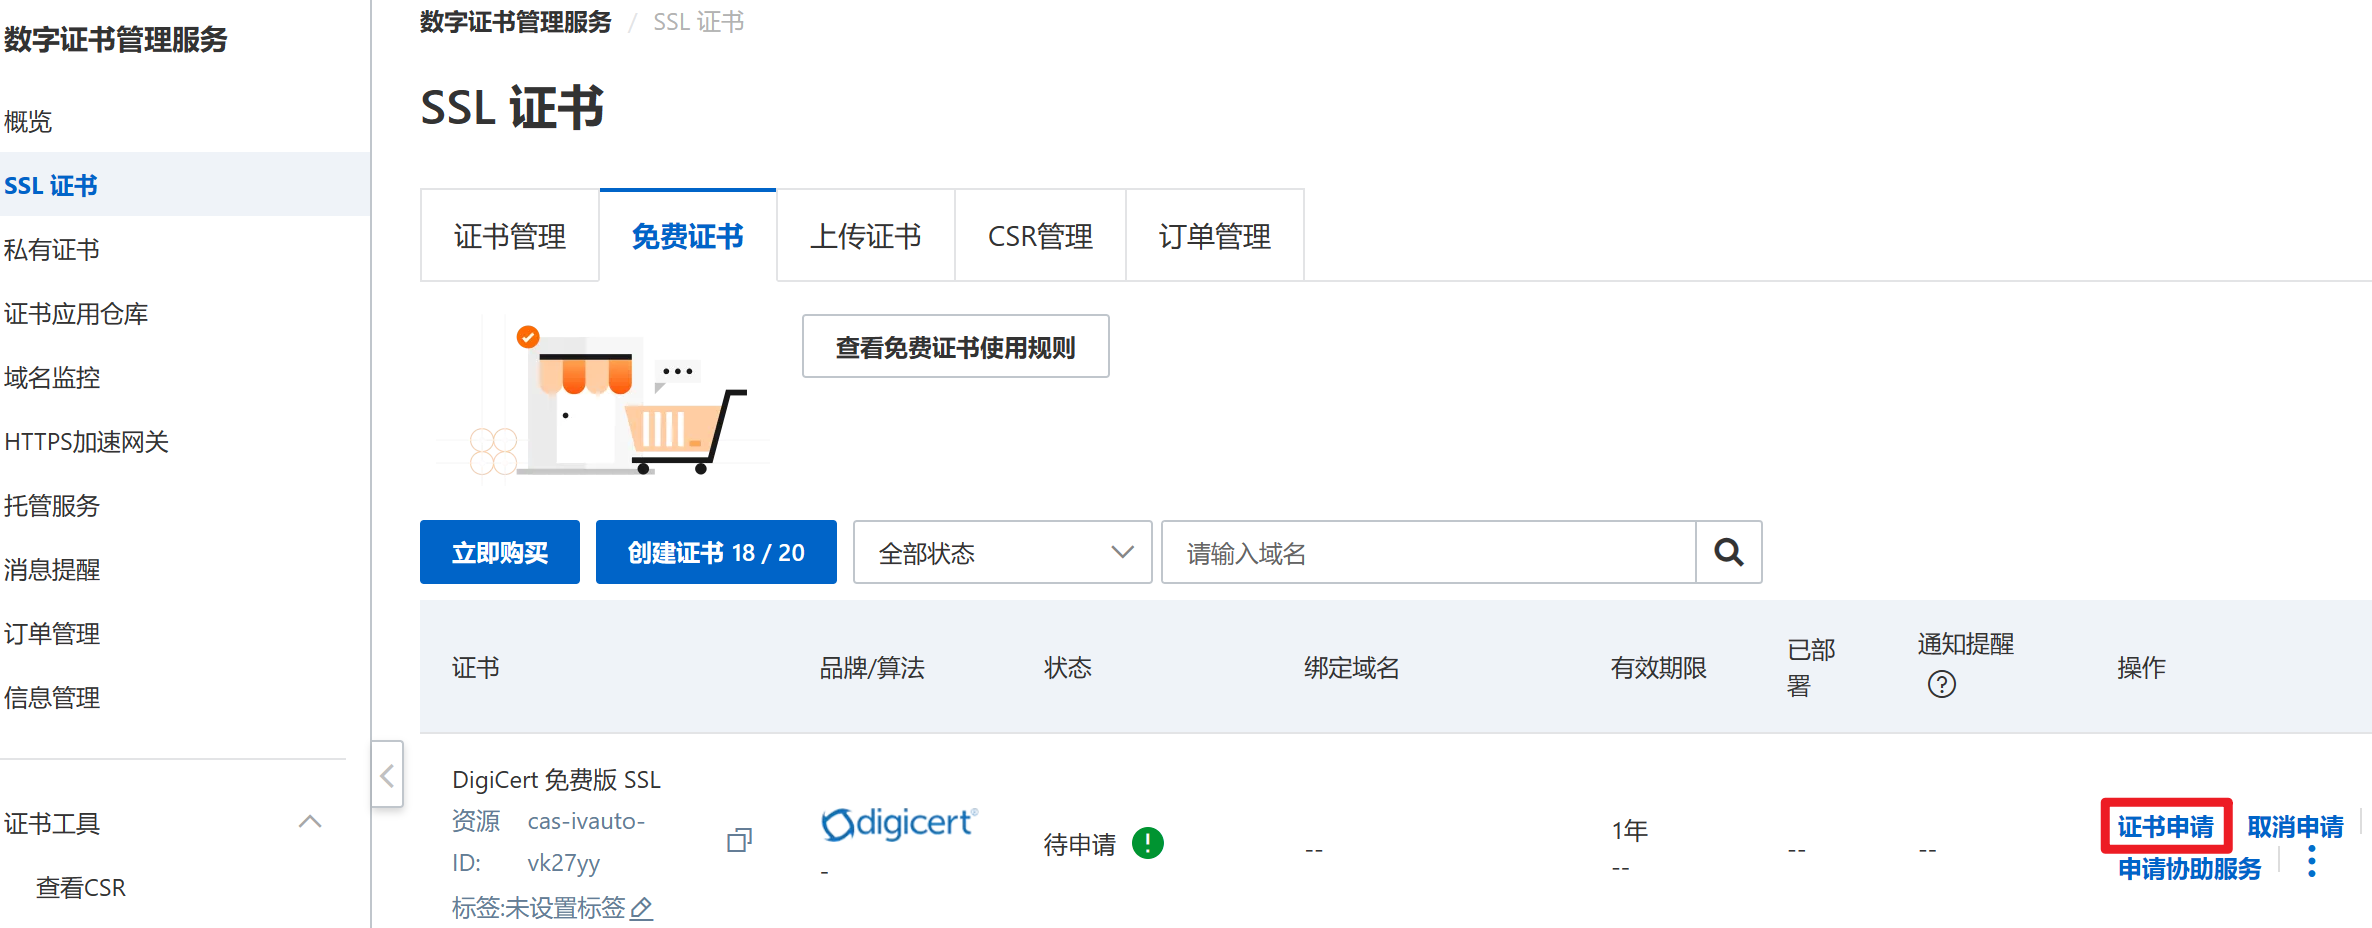 数字证书管理服务
概览
SSL 证书
私有证书
证书应用仓库
域名监控
HTTPS加速网关
托管服务
消息提醒
订单管理
信息管理
证书工具
查看CSR
数字证书管理服务 / SSL 证书
SSL 证书
证书管理 免费证书 上传证书 CSR管理 订单管理
查看免费证书使用规则
立即购买 创建证书 18 / 20 全部状态 请输入域名
证书 品牌/算法 状态 绑定域名 有效期限 已部署 通知提醒 操作
DigiCert 免费版 SSL
资源ID: cas-ivauto-vk27yy
标签:未设置标签
digicert®
-
待申请
--
1年
--
--
--
证书申请 取消申请
申请协助服务